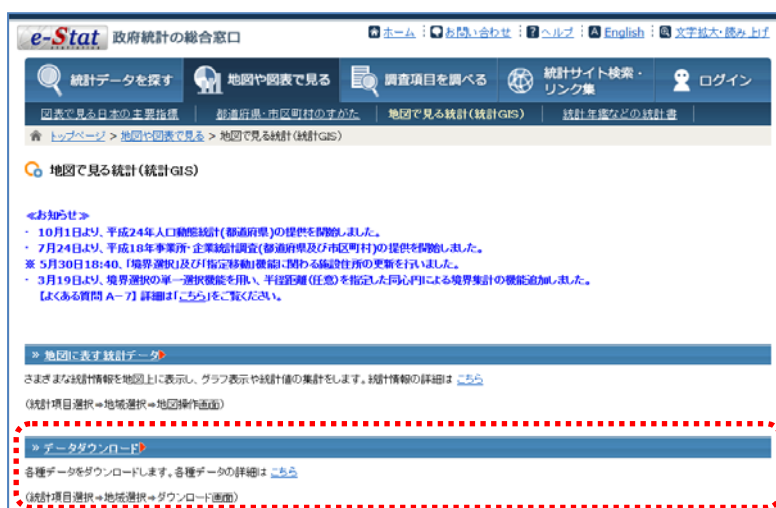 e-Stat 政府統計の総合窓口
ホーム お問い合わせ ヘルプ English 文字拡大・読み上げ
統計データを探す 地図や図表で見る 調査項目を調べる 統計サイト検索・リンク集 ログイン
図表で見る日本の主要指標 都道府県・市区町村のすがた 地図で見る統計(統計GIS) 統計年鑑などの統計書
トップページ > 地図や図表で見る > 地図で見る統計(統計GIS)
地図で見る統計(統計GIS)
≪お知らせ≫
・ 10月1日より、平成24年人口動態統計(都道府県)の提供を開始しました。
・ 7月24日より、平成18年事業所・企業統計調査(都道府県及び市区町村)の提供を開始しました。
※ 5月30日18:40、「境界選択」及び「指定移動」機能に関わる施設住所の更新を行いました。
・ 3月19日より、境界選択の単一選択機能を用い、半径距離(任意)を指定した同心円による境界集計の機能追加しました。
【よくある質問 A-7】 詳細は「こちら」をご覧ください。
» 地図に表す統計データ
さまざまな統計情報を地図上に表示し、グラフ表示や統計値の集計をします。統計情報の詳細は こちら
(統計項目選択⇒地域選択⇒地図操作画面)
» データダウンロード
各種データをダウンロードします。各種データの詳細は こちら
(統計項目選択⇒地域選択⇒ダウンロード画面)